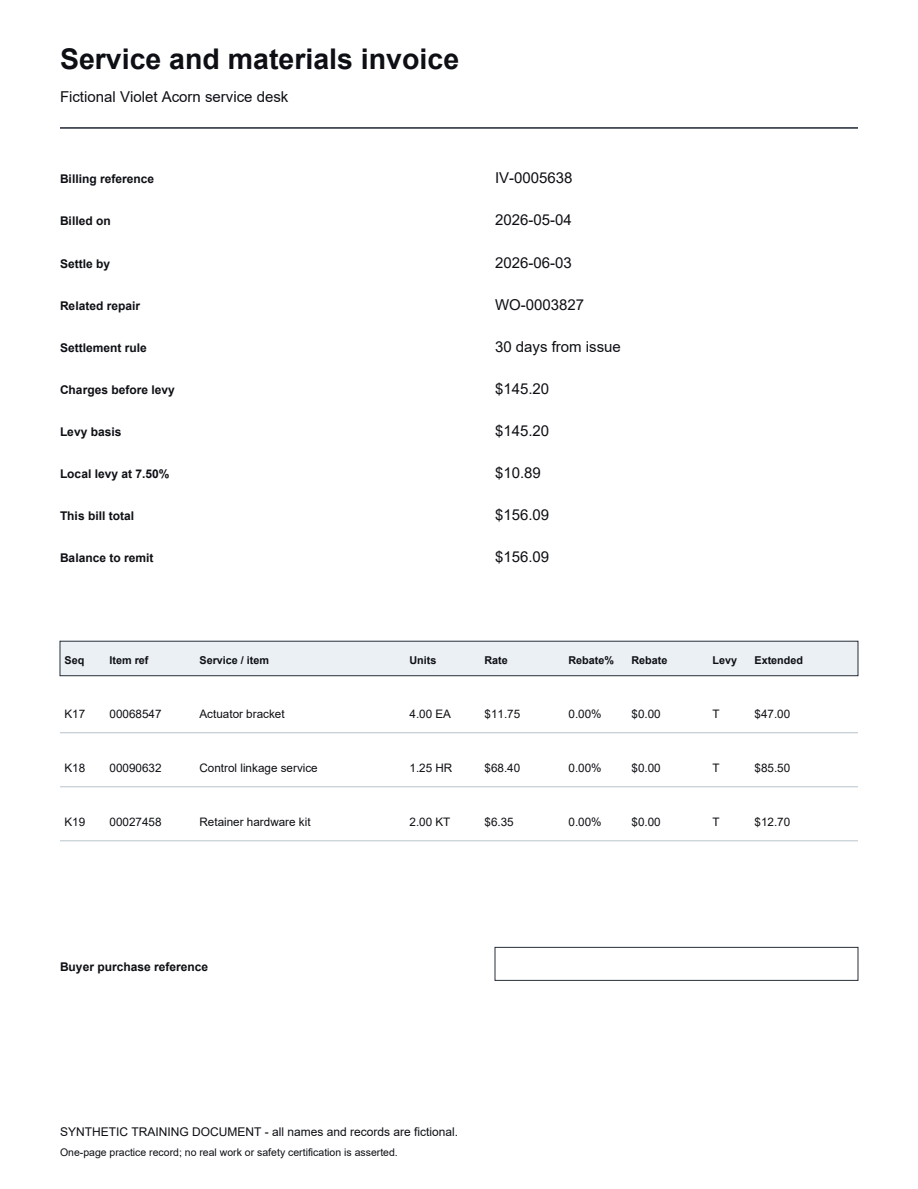 Service and materials invoice
Fictional Violet Acorn service desk
Billing reference IV-0005638
Billed on 2026-05-04
Settle by 2026-06-03
Related repair WO-0003827
Settlement rule 30 days from issue
Charges before levy $145.20
Levy basis $145.20
Local levy at 7.50% $10.89
This bill total $156.09
Balance to remit $156.09
Seq Item ref Service / item Units Rate Rebate% Rebate Levy Extended
K17 00068547 Actuator bracket 4.00 EA $11.75 0.00% $0.00 T $47.00
K18 00090632 Control linkage service 1.25 HR $68.40 0.00% $0.00 T $85.50
K19 00027458 Retainer hardware kit 2.00 KT $6.35 0.00% $0.00 T $12.70
Buyer purchase reference
SYNTHETIC TRAINING DOCUMENT - all names and records are fictional.
One-page practice record; no real work or safety certification is asserted.